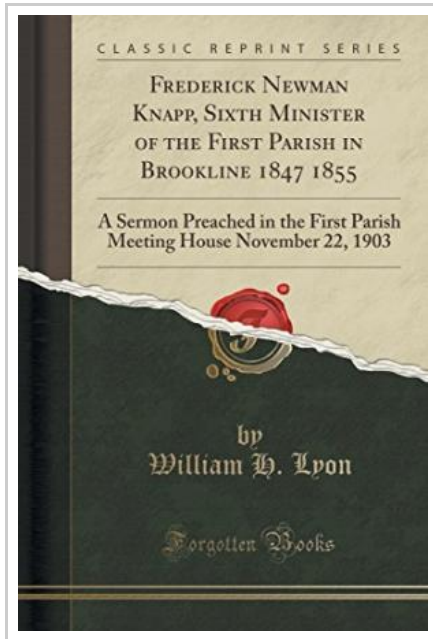 CLASSIC REPRINT SERIES
FREDERICK NEWMAN
KNAPP, SIXTH MINISTER
OF THE FIRST PARISH IN
BROOKLINE 1847 1855
A Sermon Preached in the First Parish
Meeting House November 22, 1903
by
William H. Lyon
Forgotten Books